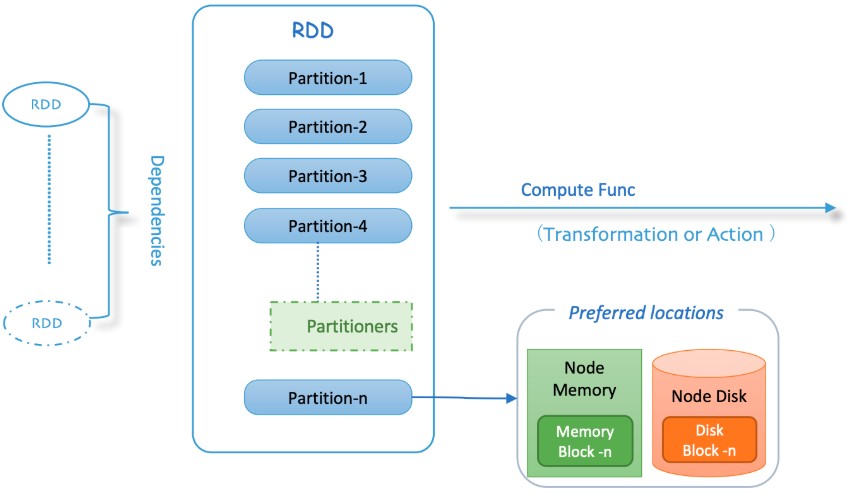 RDD
Partition-1
Partition-2
Partition-3
Partition-4
Partitioners
Partition-n
RDD
RDD
Dependencies
Compute Func
（Transformation or Action ）
Preferred locations
Node
Memory
Memory
Block -n
Node Disk
Disk
Block -n